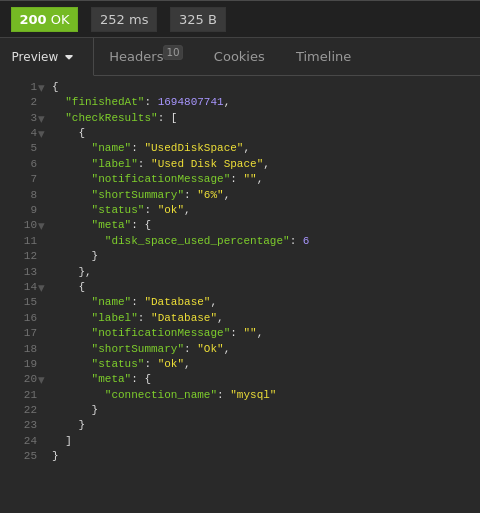 200 OK 252 ms 325 B
Preview Headers 10 Cookies Timeline
1 {
2 "finishedAt": 1694807741,
3 "checkResults": [
4 {
5 "name": "UsedDiskSpace",
6 "label": "Used Disk Space",
7 "notificationMessage": "",
8 "shortSummary": "6%",
9 "status": "ok",
10 "meta": {
11 "disk_space_used_percentage": 6
12 }
13 },
14 {
15 "name": "Database",
16 "label": "Database",
17 "notificationMessage": "",
18 "shortSummary": "Ok",
19 "status": "ok",
20 "meta": {
21 "connection_name": "mysql"
22 }
23 }
24 ]
25 }